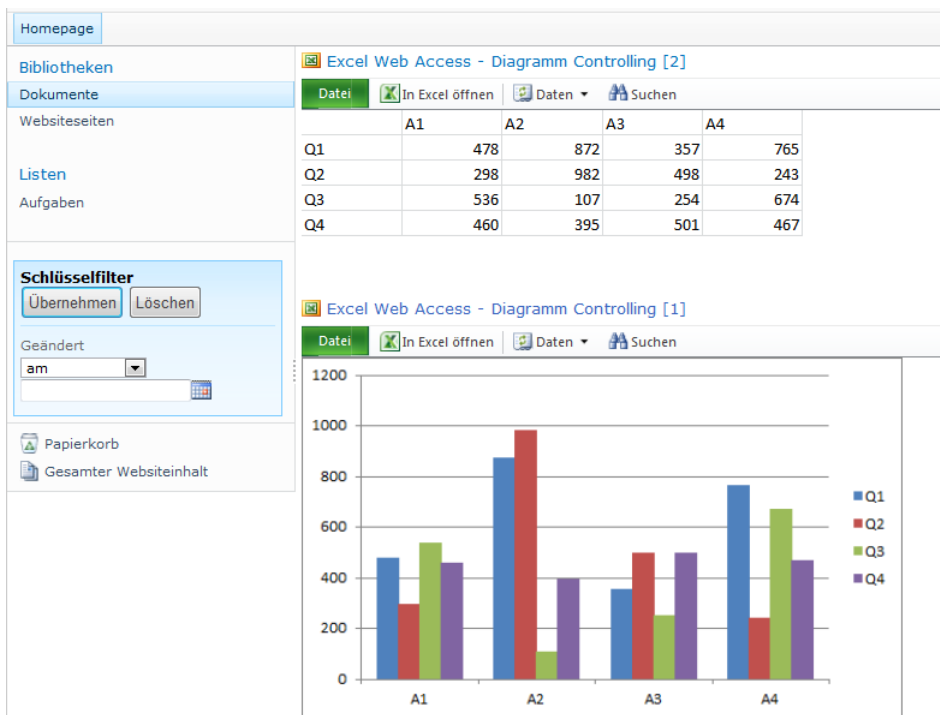 Homepage
Bibliotheken
Dokumente
Websiteseiten
Listen
Aufgaben
Schlüsselfilter
Übernehmen Löschen
Geändert
am
Papierkorb
Gesamter Websiteinhalt
Excel Web Access - Diagramm Controlling [2]
Datei In Excel öffnen Daten Suchen
A1 A2 A3 A4
Q1 478 872 357 765
Q2 298 982 498 243
Q3 536 107 254 674
Q4 460 395 501 467
Excel Web Access - Diagramm Controlling [1]
Datei In Excel öffnen Daten Suchen
1200
1000
800
600
400
200
0
A1 A2 A3 A4
Q1
Q2
Q3
Q4